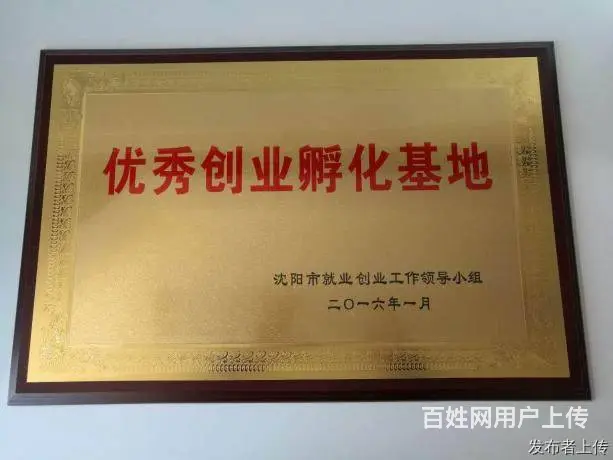 优秀创业孵化基地
沈阳市就业创业工作领导小组
二〇一六年一月
百姓网用户上传
发布者上传